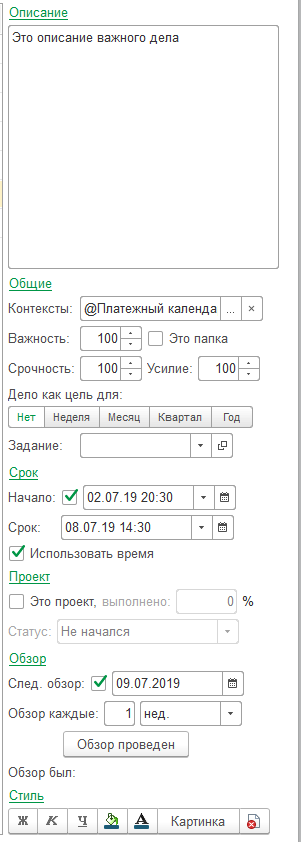 Описание
Это описание важного дела
Общие
Контексты: @Платежный календа ... ×
Важность: 100 Это папка
Срочность: 100 Усилие: 100
Дело как цель для:
Нет Неделя Месяц Квартал Год
Задание:
Срок
Начало: 02.07.19 20:30
Срок: 08.07.19 14:30
Использовать время
Проект
Это проект, выполнено: 0 %
Статус: Не начался
Обзор
След. обзор: 09.07.2019
Обзор каждые: 1 нед.
Обзор проведен
Обзор был:
Стиль
Ж К Ч А Картинка